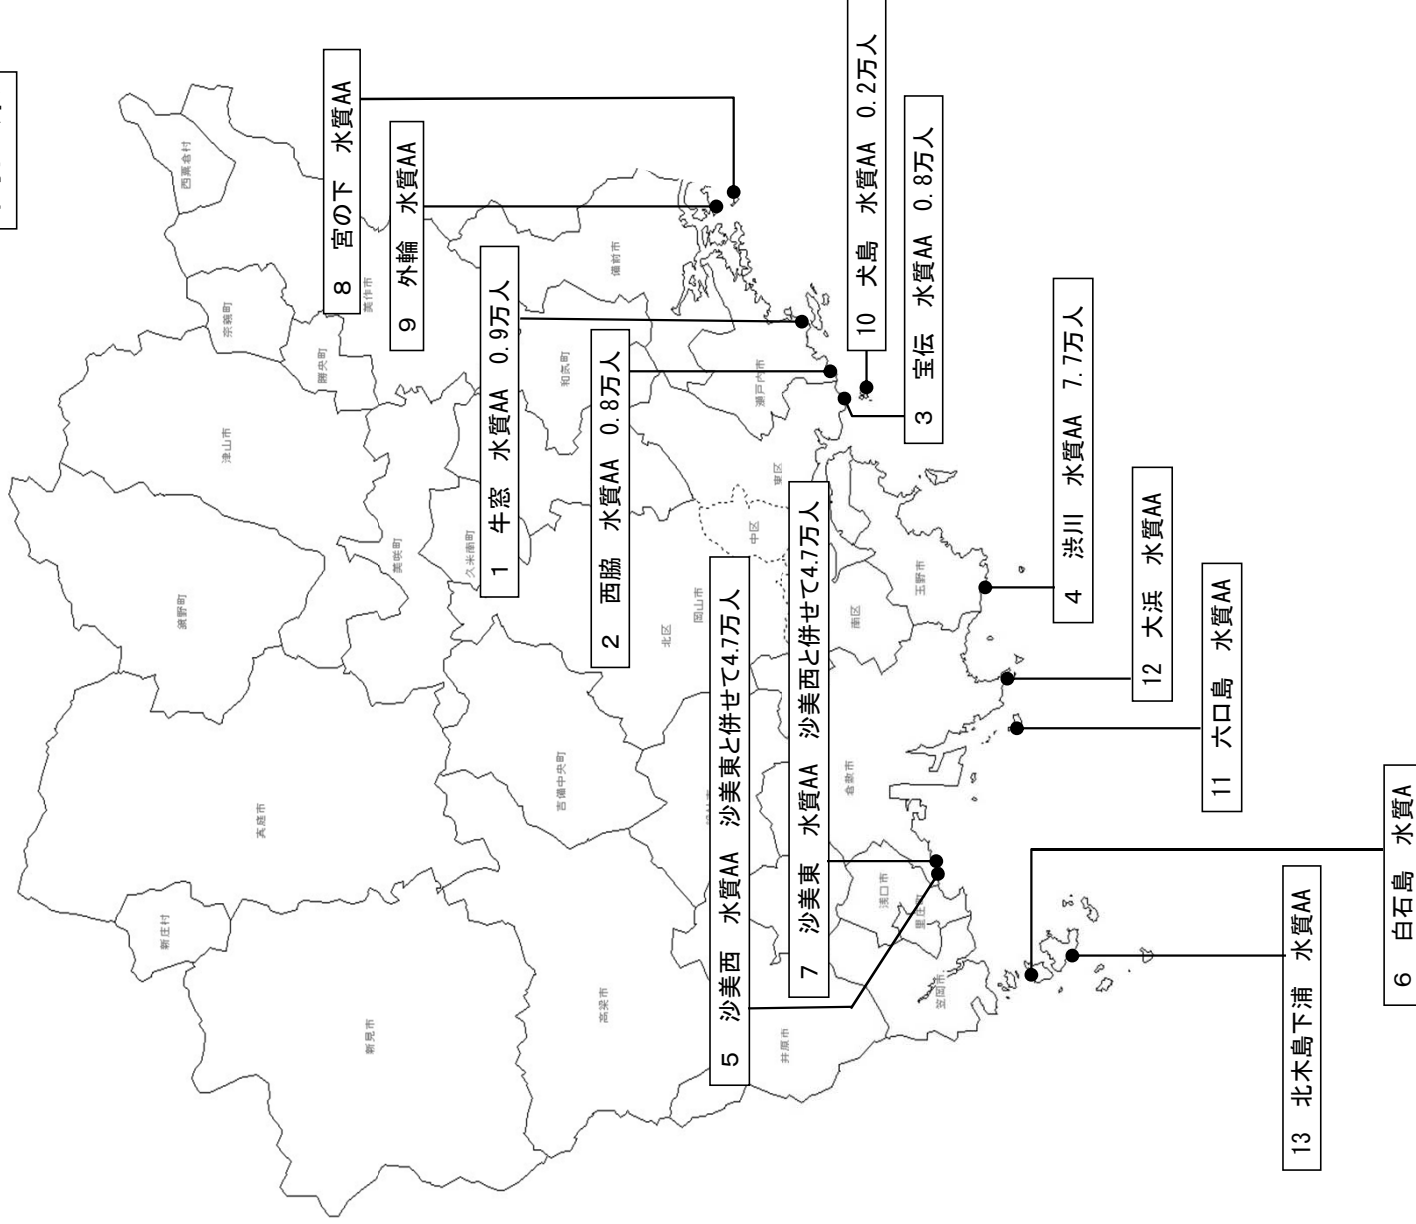 8 宮の下 水質AA
9 外輪 水質AA
1 牛窓 水質AA 0.9万人
2 西脇 水質AA 0.8万人
10 犬島 水質AA 0.2万人
3 宝伝 水質AA 0.8万人
4 渋川 水質AA 7.7万人
12 大浜 水質AA
11 六口島 水質AA
5 沙美西 水質AA 沙美東と併せて4.7万人
7 沙美東 水質AA 沙美西と併せて4.7万人
6 白石島 水質A
13 北木島下浦 水質AA
西粟倉村
美作市
奈義町
勝央町
津山市
鏡野町
真庭市
新庄村
新見市
美咲町
久米南町
和気町
備前市
瀬戸内市
吉備中央町
岡山市
北区
中区
東区
南区
玉野市
倉敷市
高梁市
井原市
浅口市
里庄町
笠岡市